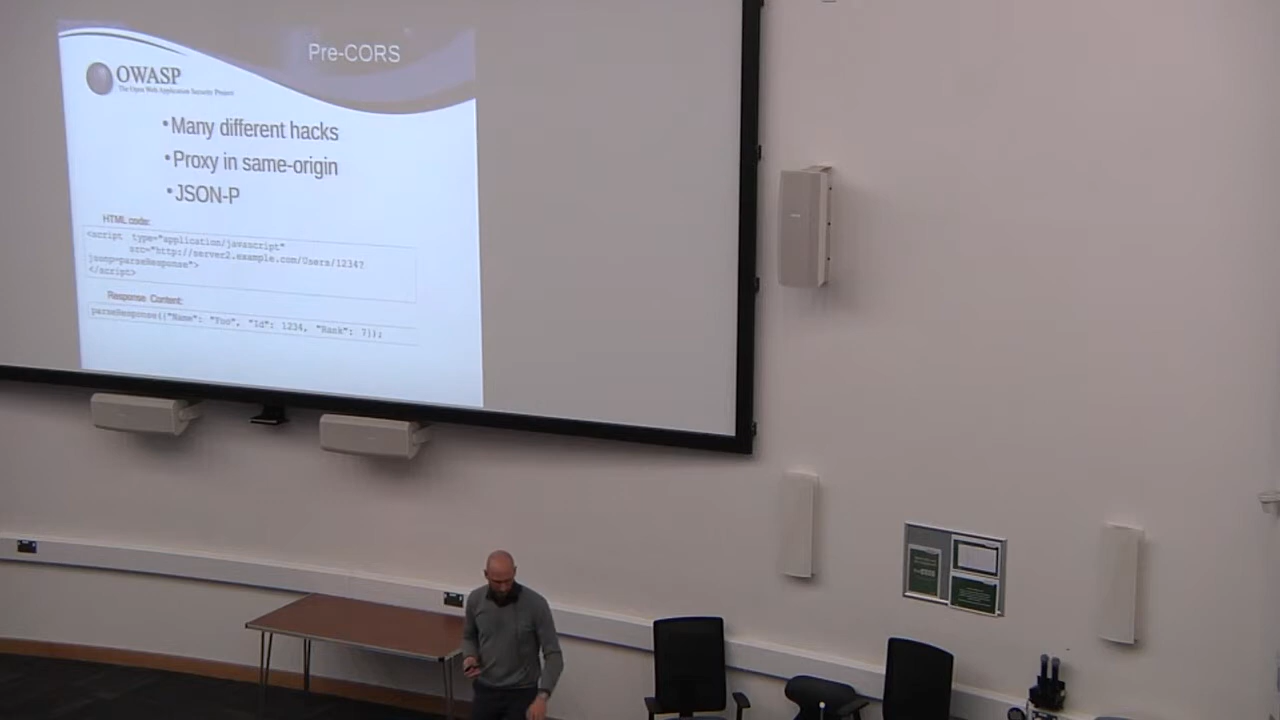 Pre-CORS
OWASP
The Open Web Application Security Project
•Many different hacks
•Proxy in same-origin
•JSON-P
HTML code:
<script type="application/javascript"
src="http://server2.example.com/Users/1234?
jsonp=parseResponse">
</script>
Response Content:
parseResponse({"Name": "Foo", "Id": 1234, "Rank": 7});